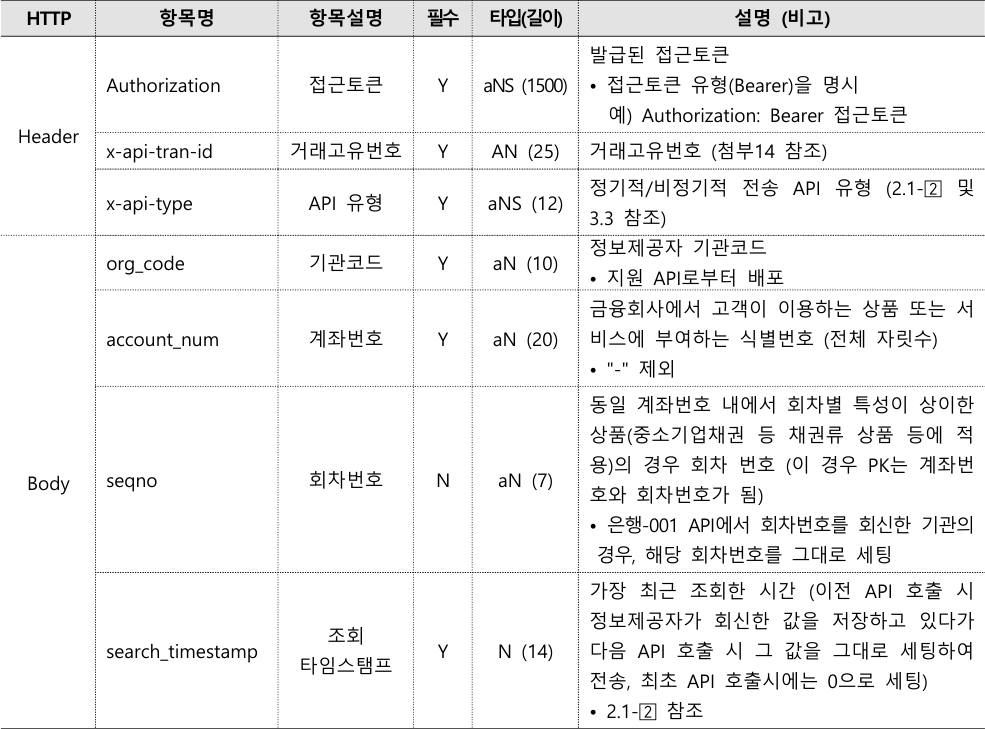 HTTP 항목명 항목설명 필수 타입(길이) 설명 (비고)
Header
Authorization 접근토큰 Y aNS (1500)
발급된 접근토큰
• 접근토큰 유형(Bearer)을 명시
예) Authorization: Bearer 접근토큰
x-api-tran-id 거래고유번호 Y AN (25) 거래고유번호 (첨부14 참조)
x-api-type API 유형 Y aNS (12)
정기적/비정기적 전송 API 유형 (2.1-② 및
3.3 참조)
Body
org_code 기관코드 Y aN (10)
정보제공자 기관코드
• 지원 API로부터 배포
account_num 계좌번호 Y aN (20)
금융회사에서 고객이 이용하는 상품 또는 서
비스에 부여하는 식별번호 (전체 자릿수)
• "-" 제외
seqno 회차번호 N aN (7)
동일 계좌번호 내에서 회차별 특성이 상이한
상품(중소기업채권 등 채권류 상품 등에 적
용)의 경우 회차 번호 (이 경우 PK는 계좌번
호와 회차번호가 됨)
• 은행-001 API에서 회차번호를 회신한 기관의
경우, 해당 회차번호를 그대로 세팅
search_timestamp
조회
타임스탬프
Y N (14)
가장 최근 조회한 시간 (이전 API 호출 시
정보제공자가 회신한 값을 저장하고 있다가
다음 API 호출 시 그 값을 그대로 세팅하여
전송, 최초 API 호출시에는 0으로 세팅)
• 2.1-② 참조